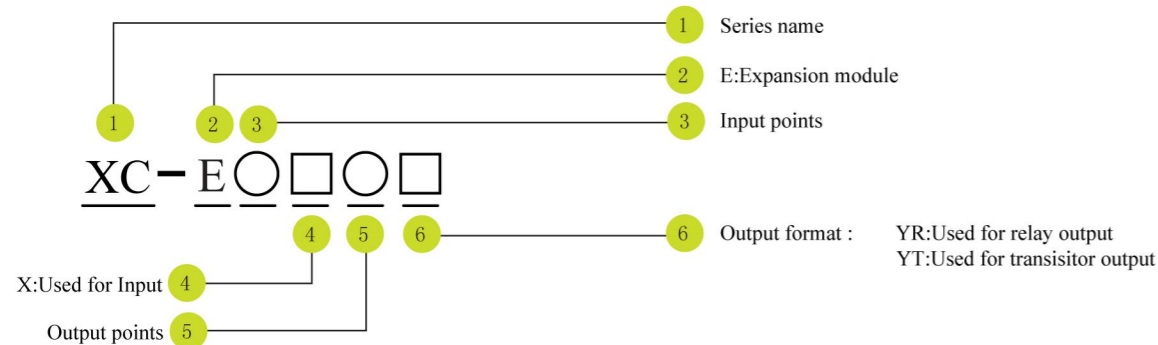 1 Series name
2 E:Expansion module
1 2 3 3 Input points
XC-E○□○□
4 5 6 6 Output format : YR:Used for relay output
YT:Used for transisitor output
X:Used for Input 4
Output points 5